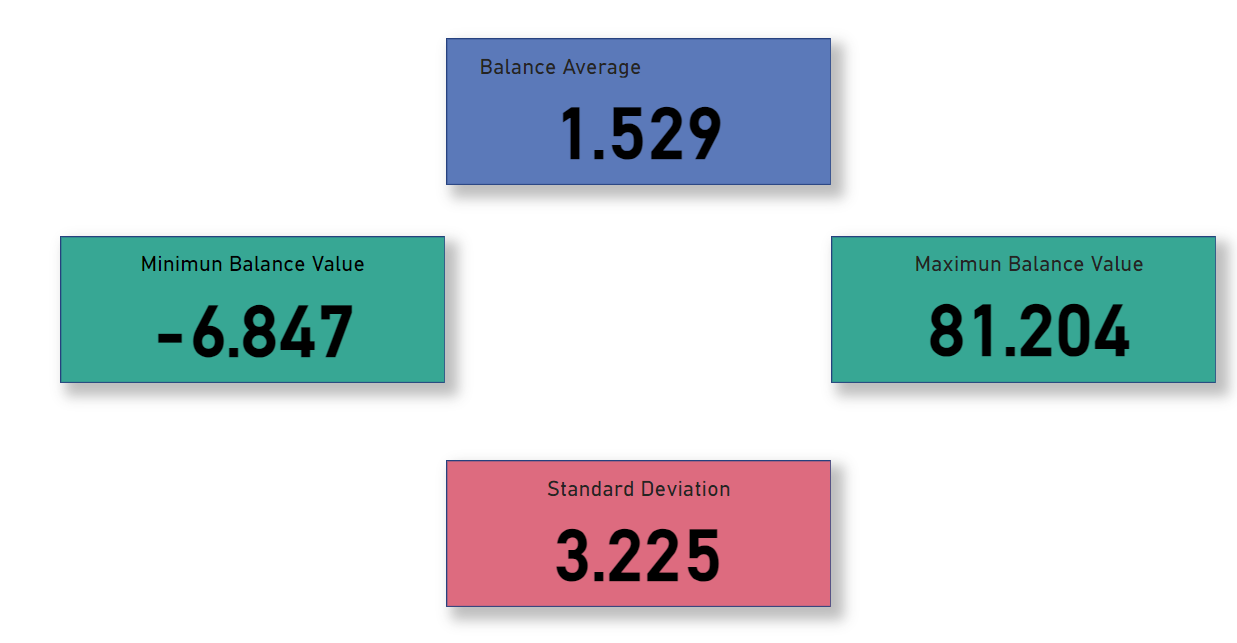 Balance Average
1.529
Minimun Balance Value
-6.847
Maximun Balance Value
81.204
Standard Deviation
3.225